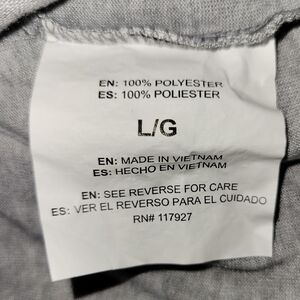 EN: 100% POLYESTER
ES: 100% POLIESTER
L/G
EN: MADE IN VIETNAM
ES: HECHO EN VIETNAM
EN: SEE REVERSE FOR CARE
ES: VER EL REVERSO PARA EL CUIDADO
RN# 117927